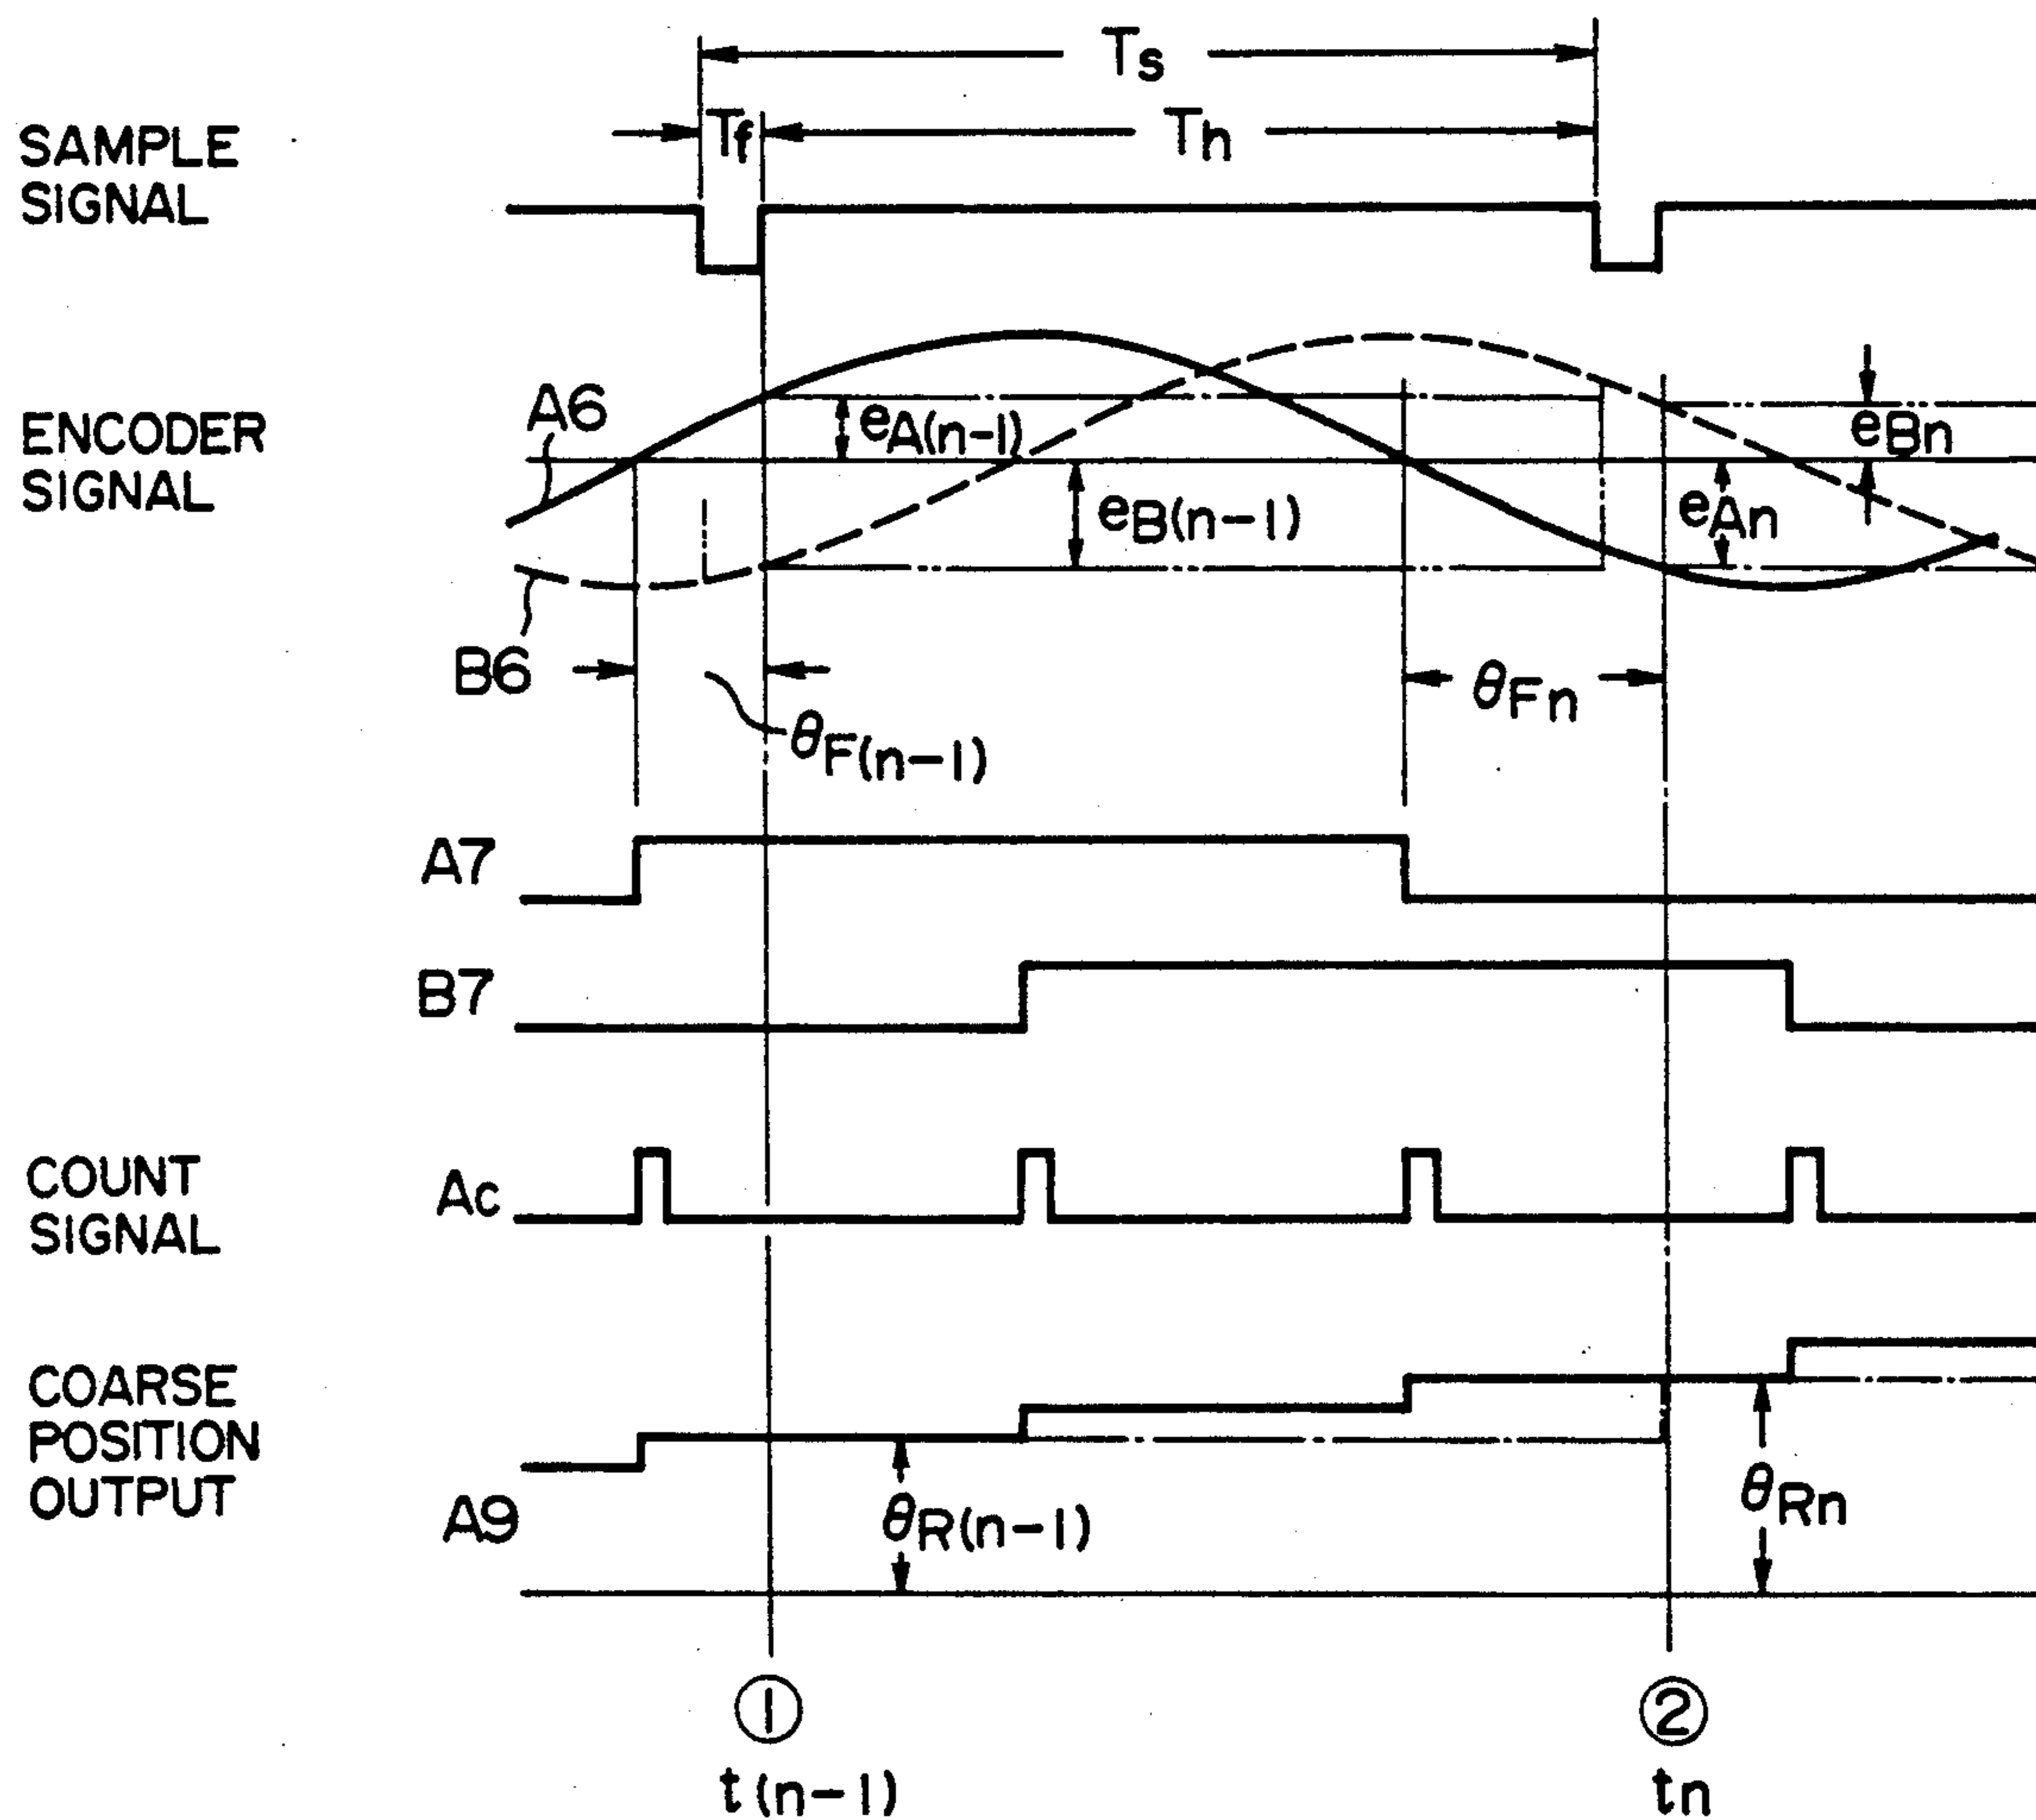 Ts
Tf
Th
SAMPLE
SIGNAL
A6
ENCODER
SIGNAL
eA(n-1)
eBn
eB(n-1)
eAn
B6
θFn
θF(n-1)
A7
B7
COUNT
SIGNAL
Ac
COARSE
POSITION
OUTPUT
A9
θR(n-1)
θRn
①
②
t(n-1)
tn